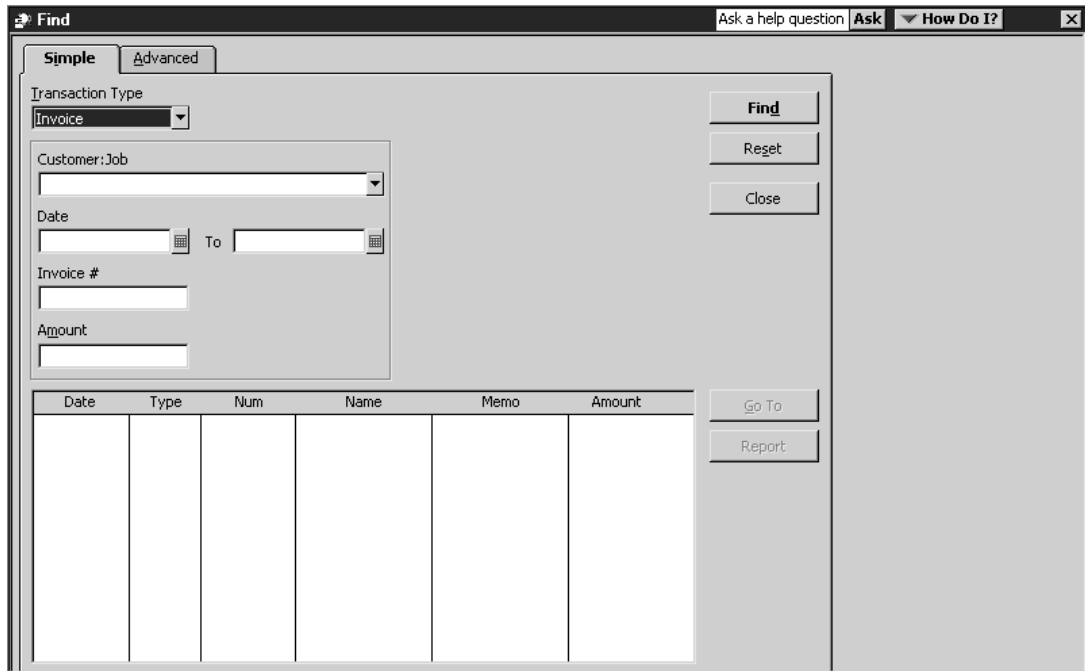 Find Ask a help question Ask How Do I?
Simple Advanced
Transaction Type
Invoice
Find
Reset
Close
Customer:Job
Date
To
Invoice #
Amount
Date Type Num Name Memo Amount
Go To
Report